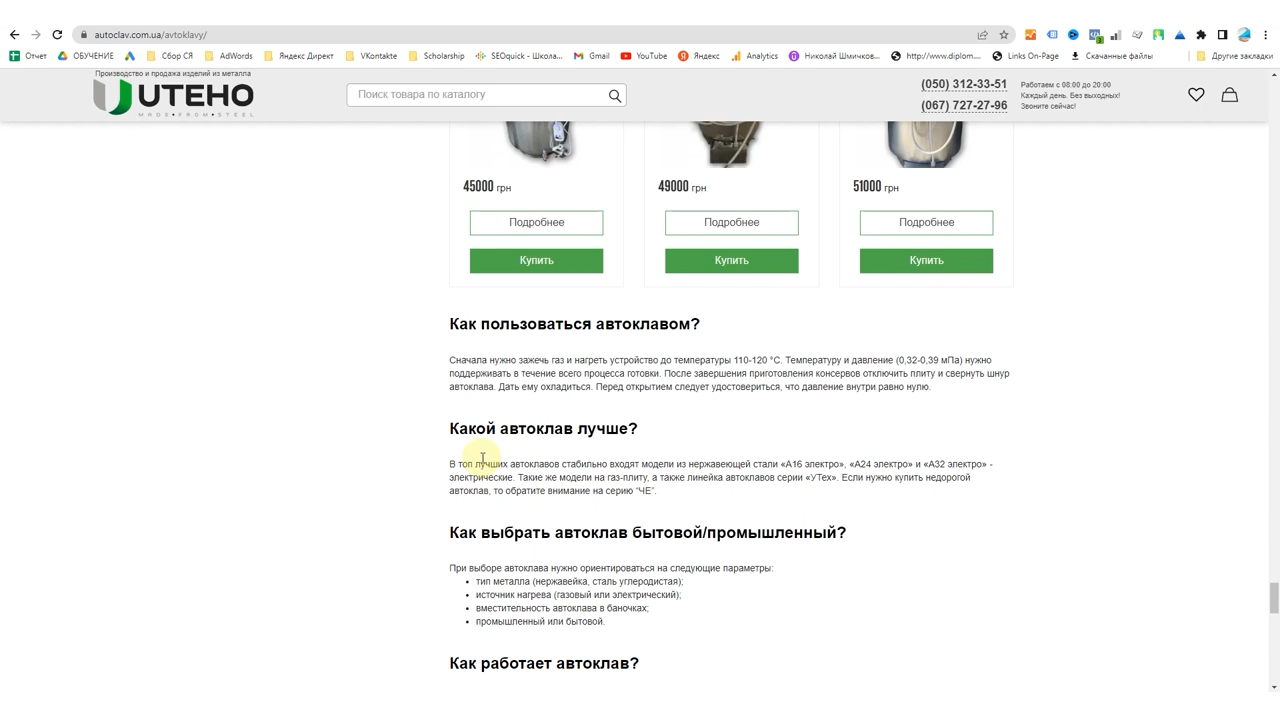 autoclav.com.ua/avtoklavy/
Отчет ОБУЧЕНИЕ Сбор СЯ AdWords Яндекс Директ VKontakte Scholarship SEOquick - Школа... Gmail YouTube Яндекс Analytics Николай Шмичков... http://www.diplom.... Links On-Page Скачанные файлы Другие закладки
Производство и продажа изделий из металла
UTEHO
MADE•FROM•STEEL
Поиск товара по каталогу
(050) 312-33-51
(067) 727-27-96
Работаем с 08:00 до 20:00
Каждый день. Без выходных!
Звоните сейчас!
45000 грн 49000 грн 51000 грн
Подробнее Подробнее Подробнее
Купить Купить Купить
Как пользоваться автоклавом?
Сначала нужно зажечь газ и нагреть устройство до температуры 110-120 °С. Температуру и давление (0,32-0,39 мПа) нужно
поддерживать в течение всего процесса готовки. После завершения приготовления консервов отключить плиту и свернуть шнур
автоклава. Дать ему охладиться. Перед открытием следует удостовериться, что давление внутри равно нулю.
Какой автоклав лучше?
В топ лучших автоклавов стабильно входят модели из нержавеющей стали «А16 электро», «А24 электро» и «А32 электро» -
электрические. Такие же модели на газ-плиту, а также линейка автоклавов серии «УТех». Если нужно купить недорогой
автоклав, то обратите внимание на серию “ЧЕ”.
Как выбрать автоклав бытовой/промышленный?
При выборе автоклава нужно ориентироваться на следующие параметры:
• тип металла (нержавейка, сталь углеродистая);
• источник нагрева (газовый или электрический);
• вместительность автоклава в баночках;
• промышленный или бытовой.
Как работает автоклав?